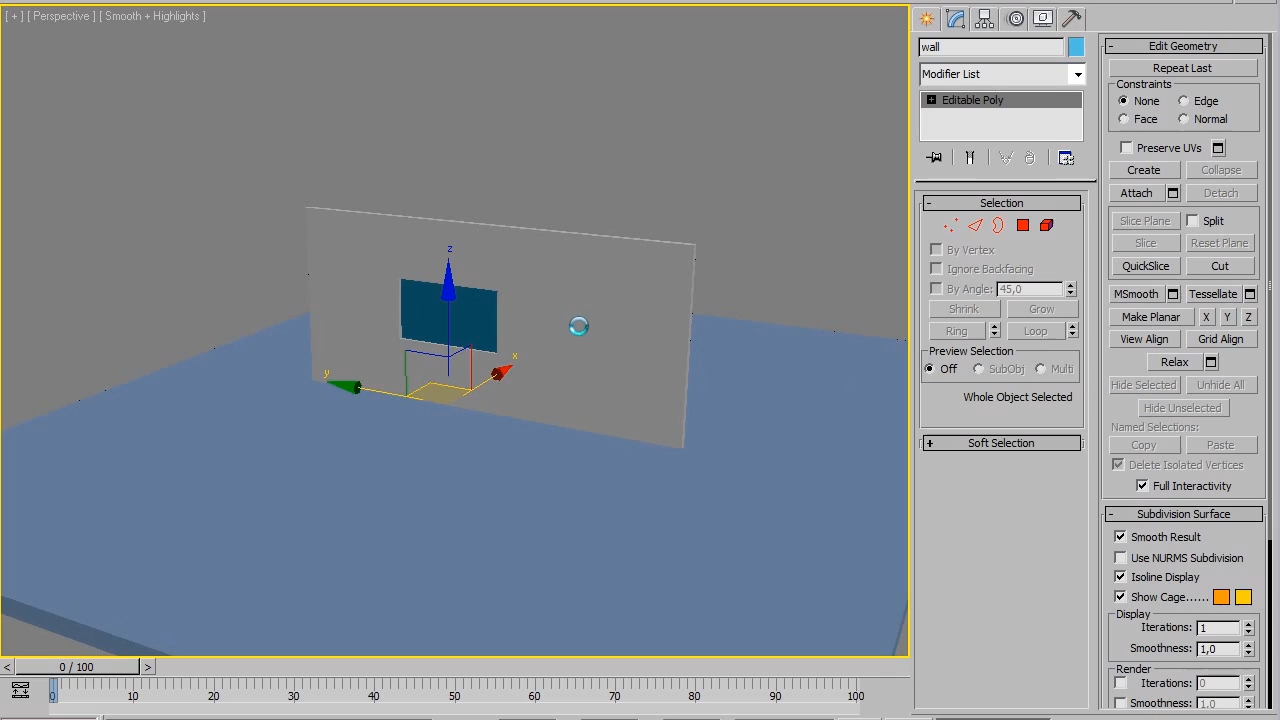 [ + ] [ Perspective ] [ Smooth + Highlights ]
z
x
y
wall
Modifier List
Editable Poly
- Selection
By Vertex
Ignore Backfacing
By Angle: 45,0
Shrink Grow
Ring Loop
Preview Selection
Off SubObj Multi
Whole Object Selected
+ Soft Selection
- Edit Geometry
Repeat Last
Constraints
None Edge
Face Normal
Preserve UVs
Create Collapse
Attach Detach
Slice Plane Split
Slice Reset Plane
QuickSlice Cut
MSmooth Tessellate
Make Planar X Y Z
View Align Grid Align
Relax
Hide Selected Unhide All
Hide Unselected
Named Selections:
Copy Paste
Delete Isolated Vertices
Full Interactivity
- Subdivision Surface
Smooth Result
Use NURMS Subdivision
Isoline Display
Show Cage......
Display
Iterations: 1
Smoothness: 1,0
Render
Iterations: 0
Smoothness: 1,0
< 0 / 100 >
0 10 20 30 40 50 60 70 80 90 100